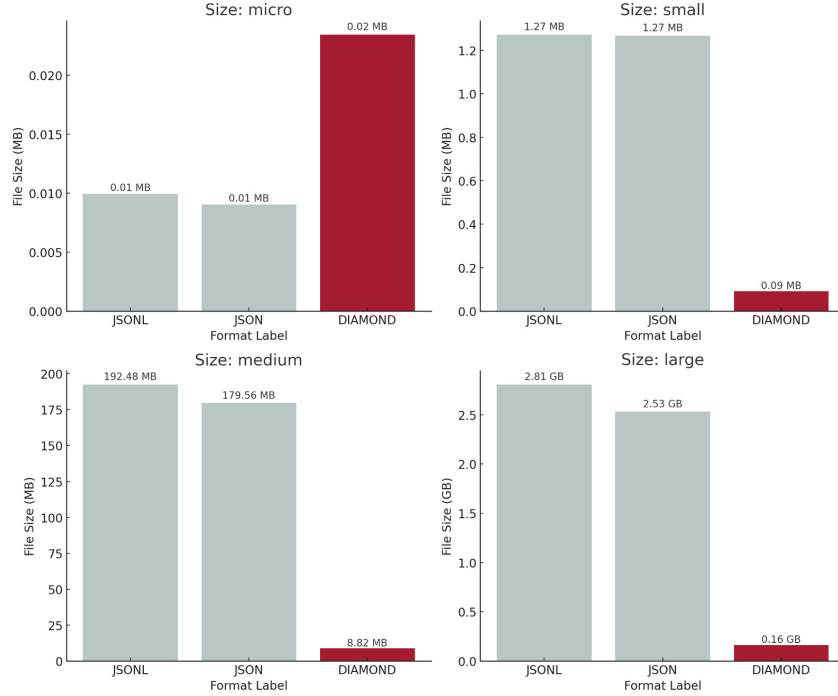 Size: micro
0.02 MB
0.020
0.015
0.010
0.005
0.000
File Size (MB)
0.01 MB
0.01 MB
JSONL
JSON
DIAMOND
Format Label
Size: small
1.27 MB
1.27 MB
1.2
1.0
0.8
0.6
0.4
0.2
0.0
File Size (MB)
0.09 MB
JSONL
JSON
DIAMOND
Format Label
Size: medium
200
175
150
125
100
75
50
25
0
File Size (MB)
192.48 MB
179.56 MB
8.82 MB
JSONL
JSON
DIAMOND
Size: large
2.5
2.0
1.5
1.0
0.5
0.0
File Size (GB)
2.81 GB
2.53 GB
0.16 GB
JSONL
JSON
DIAMOND